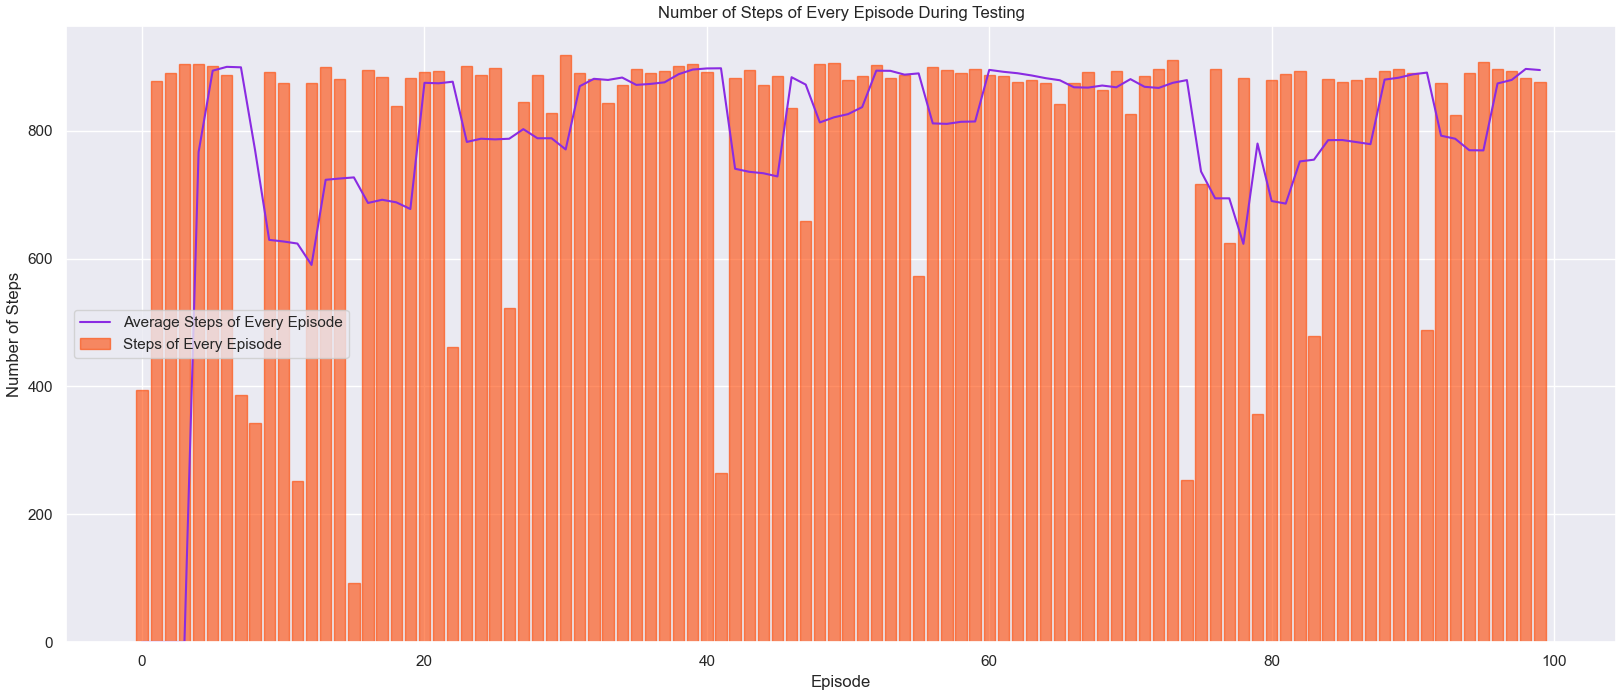 Number of Steps of Every Episode During Testing
800
600
400
200
0
Number of Steps
Average Steps of Every Episode
Steps of Every Episode
0
20
40
60
80
100
Episode